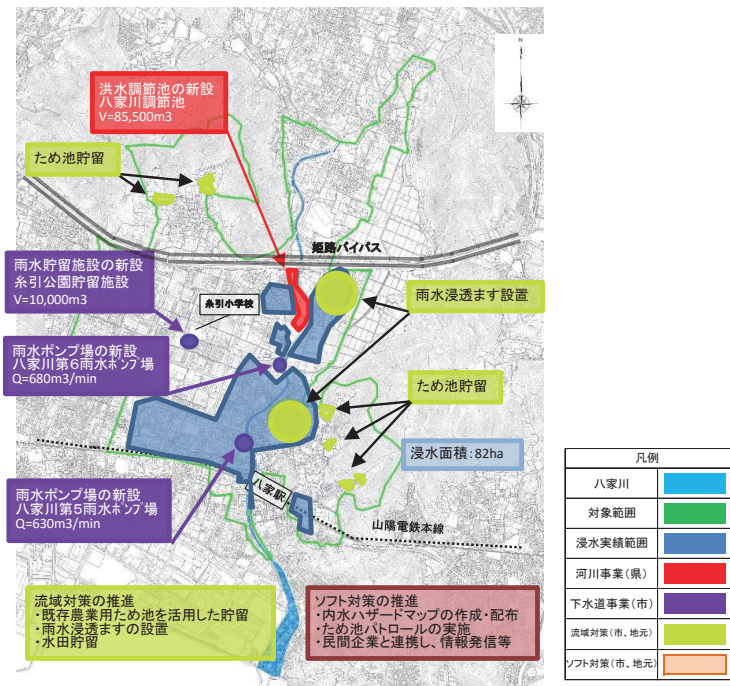 N
洪水調節池の新設
八家川調節池
V=85,500m3
ため池貯留
姫路バイパス
雨水貯留施設の新設
糸引公園貯留施設
V=10,000m3
糸引小学校
雨水浸透ます設置
雨水ポンプ場の新設
八家川第6雨水ポンプ場
Q=680m3/min
ため池貯留
浸水面積:82ha
雨水ポンプ場の新設
八家川第5雨水ポンプ場
Q=630m3/min
八家駅
山陽電鉄本線
流域対策の推進
・既存農業用ため池を活用した貯留
・雨水浸透ますの設置
・水田貯留
ソフト対策の推進
・内水ハザードマップの作成・配布
・ため池パトロールの実施
・民間企業と連携し、情報発信等
凡例
八家川
対象範囲
浸水実績範囲
河川事業(県)
下水道事業(市)
流域対策(市、地元)
ソフト対策(市、地元)